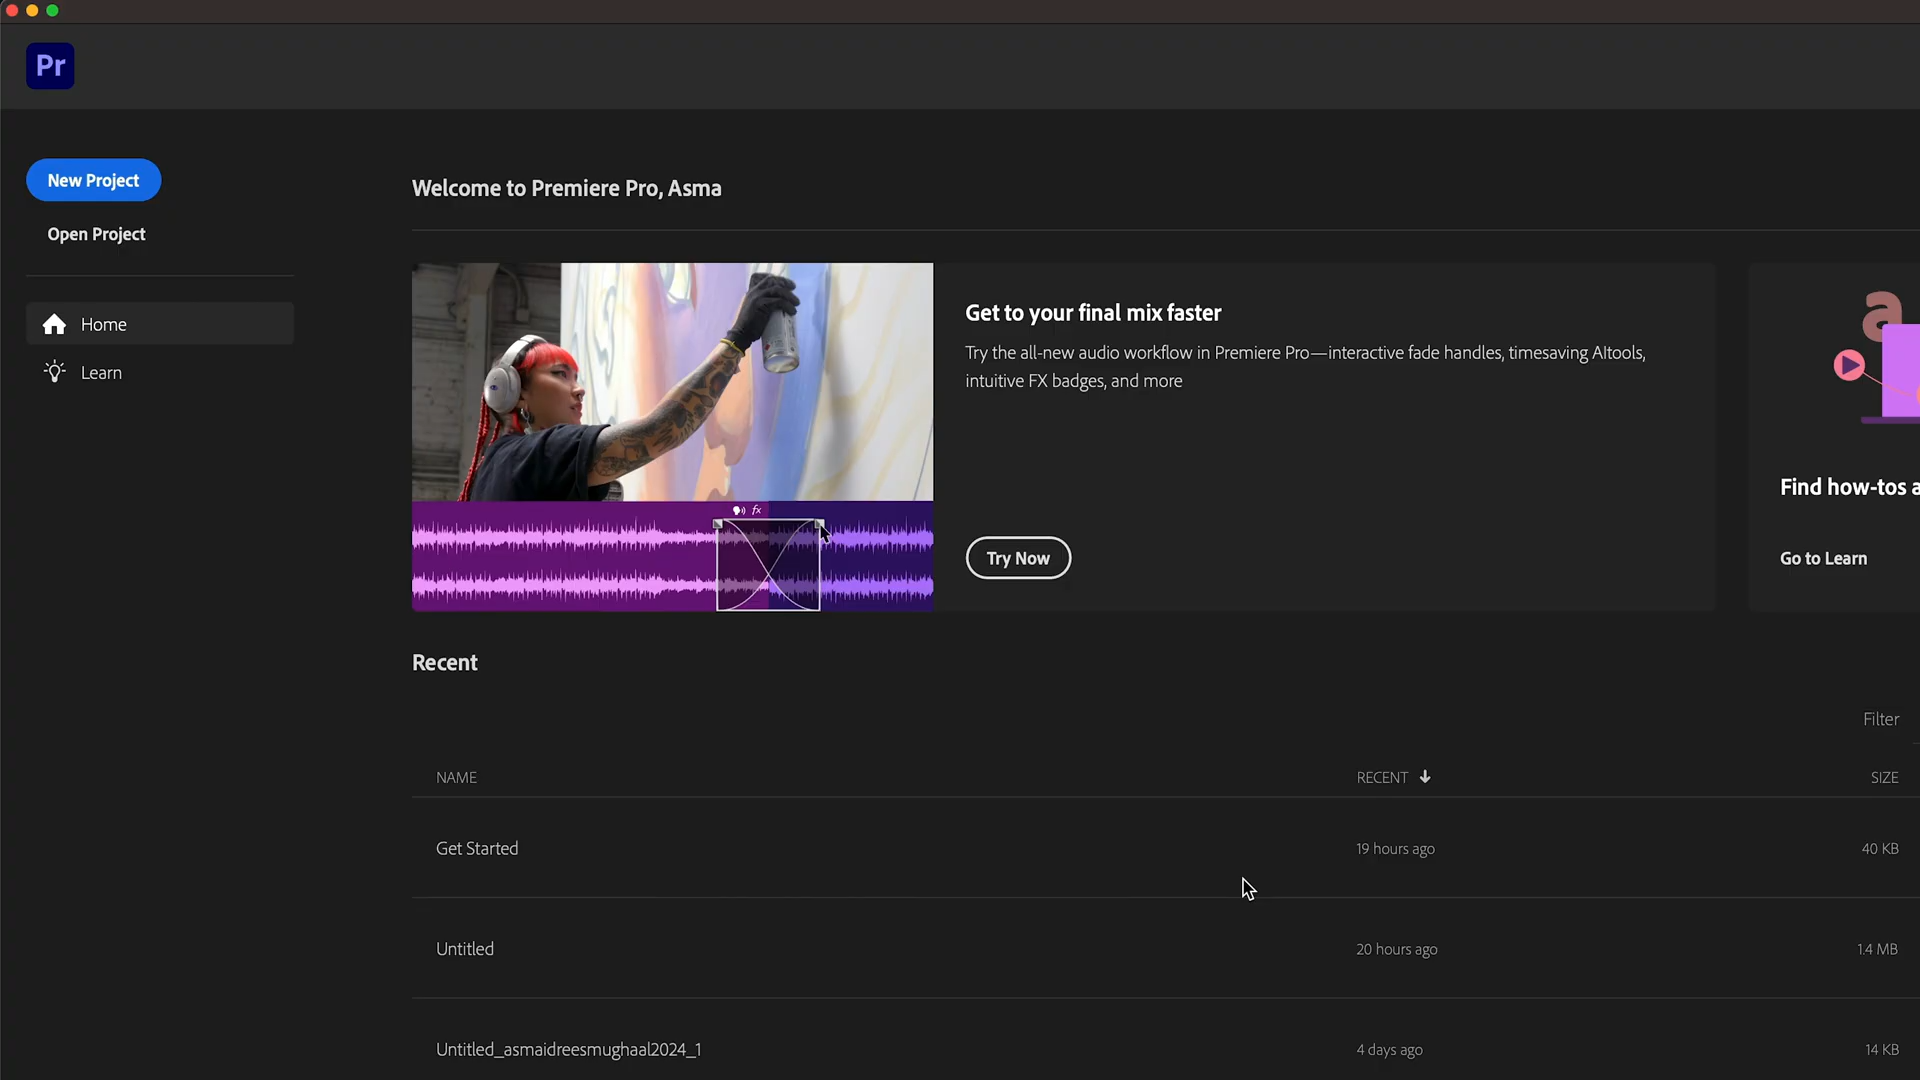 Pr
New Project
Open Project
Home
Learn
Welcome to Premiere Pro, Asma
Get to your final mix faster
Try the all-new audio workflow in Premiere Pro—interactive fade handles, timesaving AItools,
intuitive FX badges, and more
Try Now
fx
a
Find how-tos a
Go to Learn
Recent
Filter
NAME
RECENT
SIZE
Get Started
19 hours ago
40 KB
Untitled
20 hours ago
1.4 MB
Untitled_asmaidreesmughaal2024_1
4 days ago
14 KB